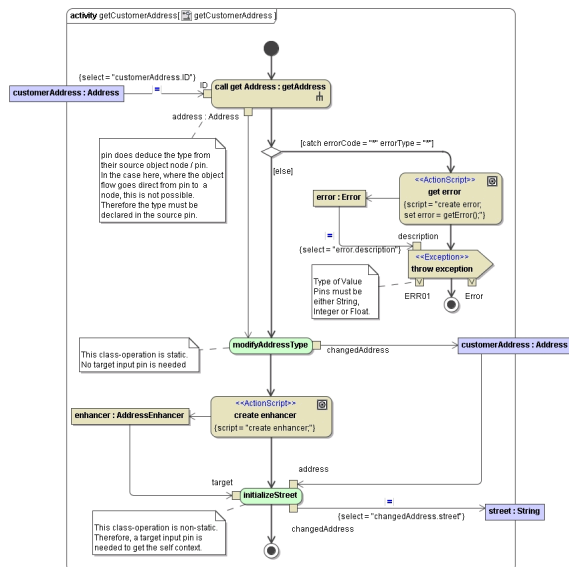 activity getCustomerAddress[ getCustomerAddress ]
{select = "customerAddress.ID"}
ID
customerAddress : Address
=
call get Address : getAddress
address : Address
[catch errorCode = "*" errorType = "*"]
[else]
pin does deduce the type from
their source object node / pin.
In the case here, where the object
flow goes direct from pin to a
node, this is not possible.
Therefore the type must be
declared in the source pin.
<<ActionScript>>
get error
{script = "create error;
set error = getError();"}
error : Error
=
description
{select = "error.description"}
<<Exception>>
throw exception
Type of Value
Pins must be
either String,
Integer or Float.
ERR01
Error
This class-operation is static.
No target input pin is needed
modifyAddressType
changedAddress
customerAddress : Address
<<ActionScript>>
create enhancer
{script = "create enhancer;"}
enhancer : AddressEnhancer
address
target
initializeStreet
=
{select = "changedAddress.street"}
street : String
changedAddress
This class-operation is non-static.
Therefore, a target input pin is
needed to get the self context.